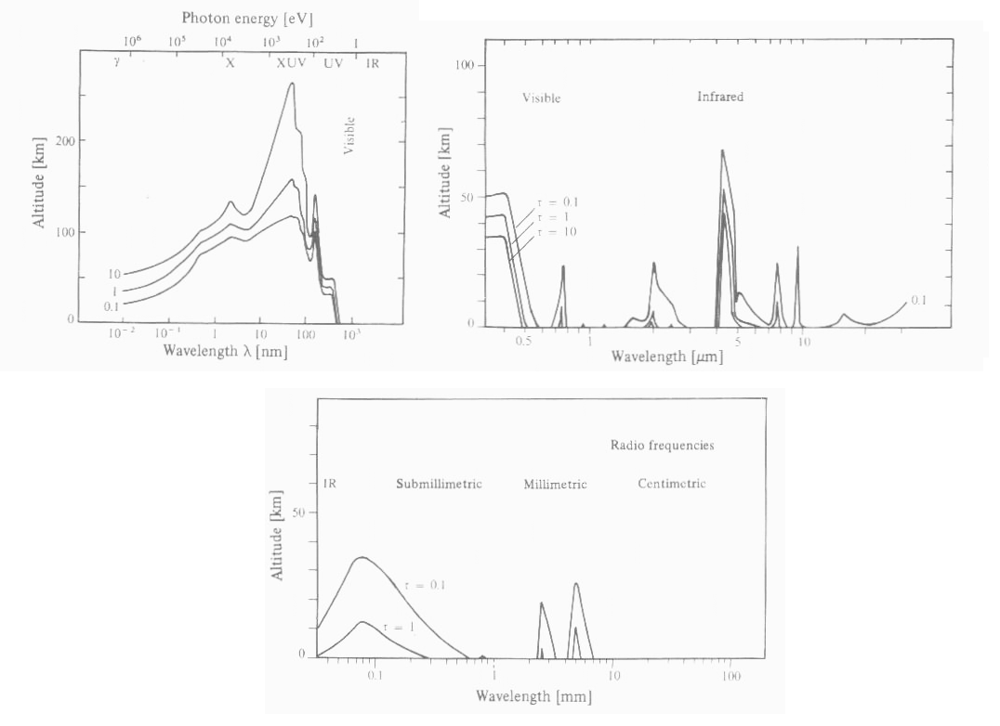 Photon energy [eV]
10⁶ 10⁵ 10⁴ 10³ 10² 1
γ X XUV UV IR
Visible
Altitude [km]
200
100
0
10
1
0.1
10⁻² 10⁻¹ 1 10 100 10³
Wavelength λ [nm]
Visible Infrared
Altitude [km]
100
50
0
τ = 0.1
τ = 1
τ = 10
0.1
0.5 1 5 10
Wavelength [μm]
Radio frequencies
IR Submillimetric Millimetric Centimetric
Altitude [km]
50
0
τ = 0.1
τ = 1
0.1 1 10 100
Wavelength [mm]